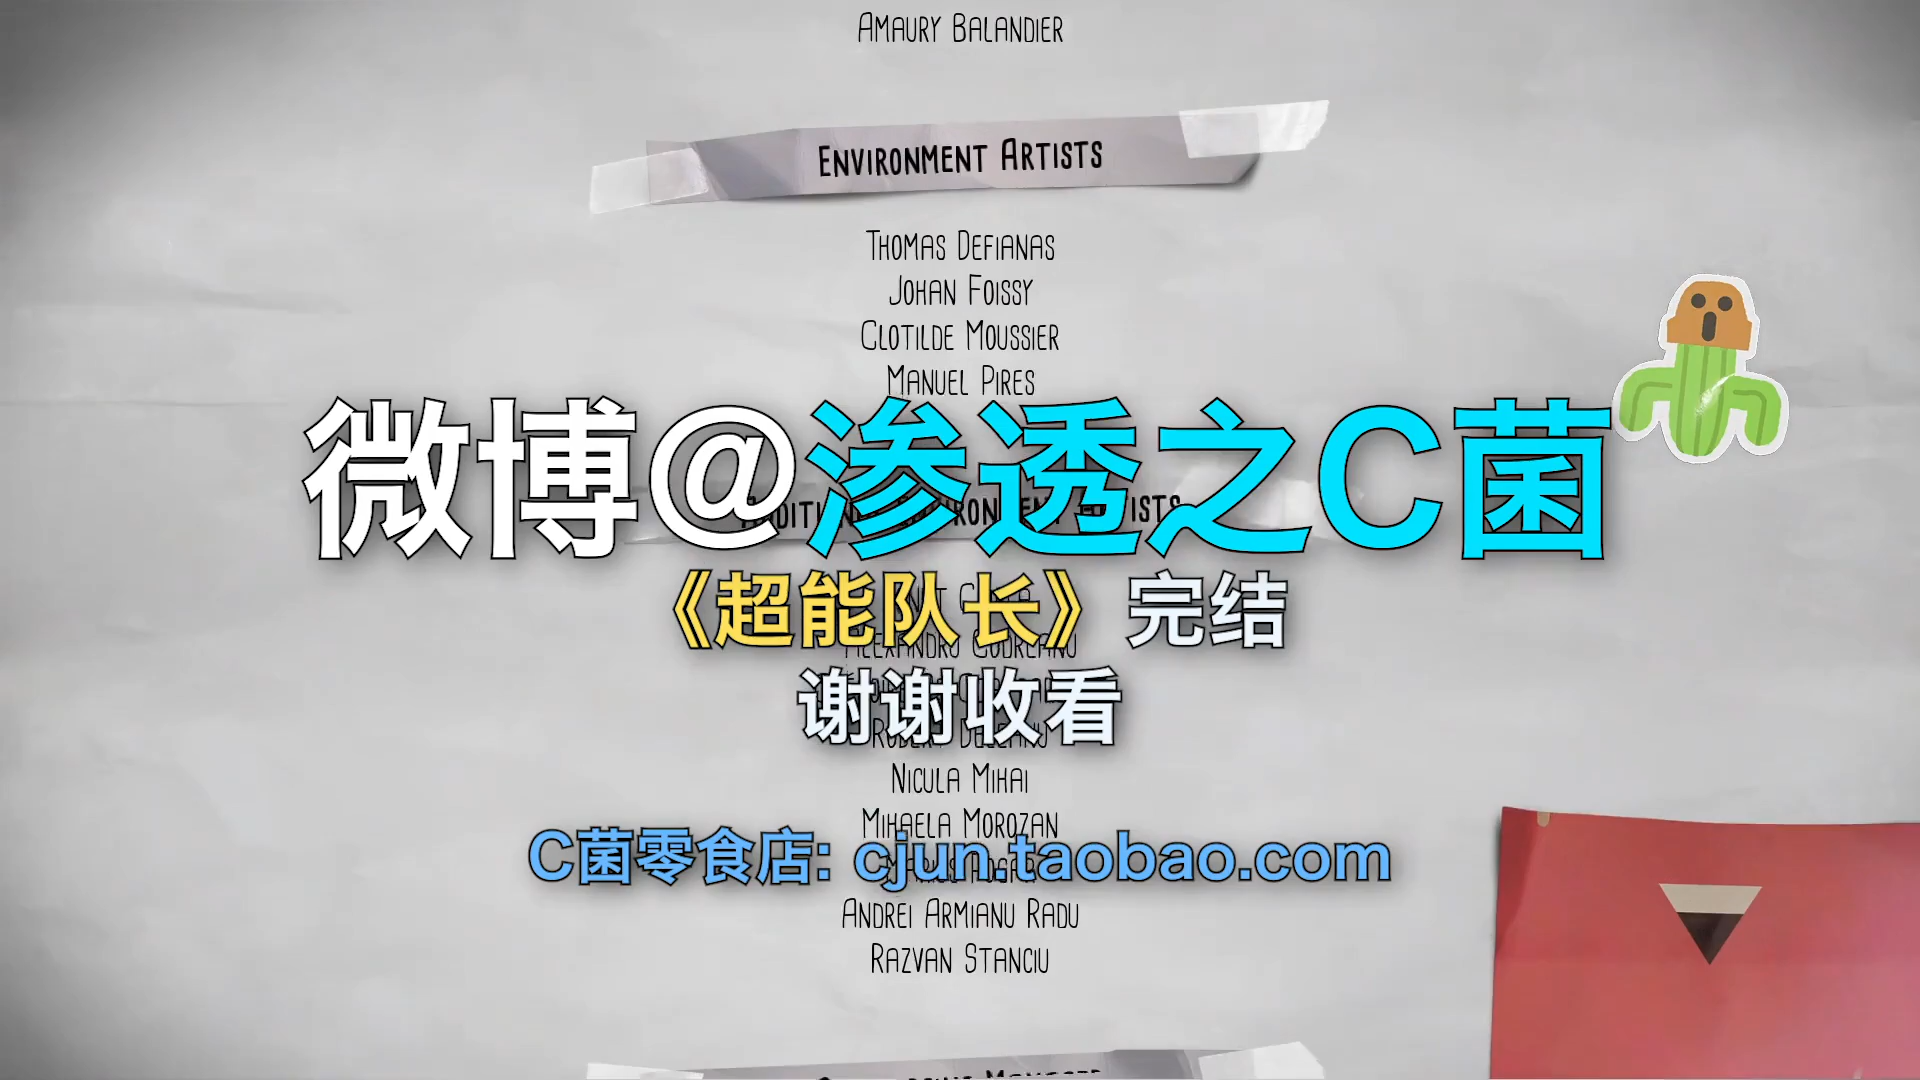 AMAURY BALANDIER
ENVIRONMENT ARTISTS
THOMAS DEFIANAS
JOHAN FOISSY
CLOTILDE MOUSSIER
MANUEL PIRES
微博@渗透之C菌
《超能队长》完结
谢谢收看
NICULA MIHAI
MIHAELA MOROZAN
C菌零食店: cjun.taobao.com
ANDREI ARMIANU RADU
RAZVAN STANCIU